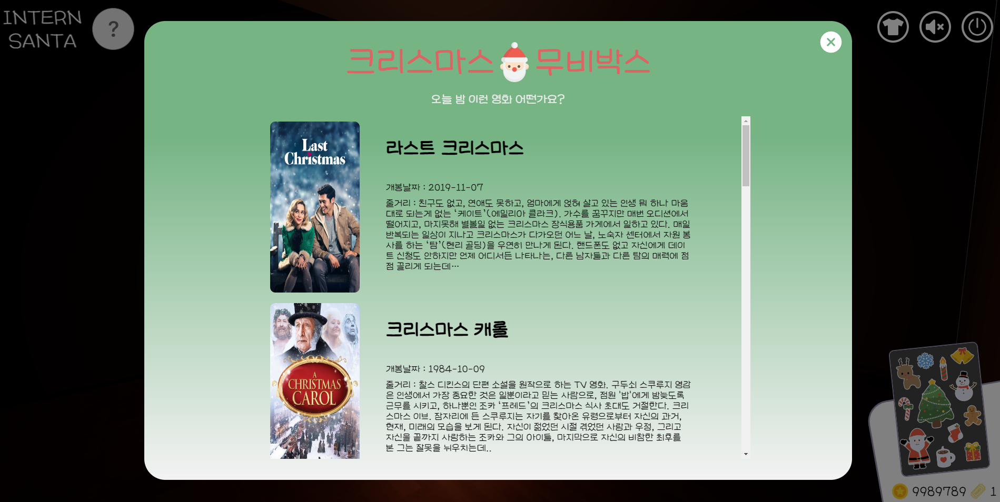 INTERN
SANTA
?
크리스마스 무비박스
오늘 밤 이런 영화 어떤가요?
Last
Christmas
라스트 크리스마스
개봉날짜 : 2019-11-07
줄거리 : 친구도 없고, 연애도 못하고, 엄마에게 얹혀 살고 있는 인생 뭐 하나 마음
대로 되는게 없는 ‘케이트’(에밀리아 클라크). 가수를 꿈꾸지만 매번 오디션에서
떨어지고, 마지못해 별볼일 없는 크리스마스 장식용품 가게에서 일하고 있다. 매일
반복되는 일상이 지나고 크리스마스가 다가오던 어느 날, 노숙자 센터에서 자원 봉
사를 하는 ‘탐’(헨리 골딩)을 우연히 만나게 된다. 핸드폰도 없고 자신에게 데이
트 신청도 안하지만 언제 어디서든 나타나는, 다른 남자들과 다른 탐의 매력에 점
점 끌리게 되는데…
A
CHRISTMAS
CAROL
크리스마스 캐롤
개봉날짜 : 1984-10-09
줄거리 : 찰스 디킨스의 단편 소설을 원작으로 하는 TV 영화. 구두쇠 스쿠루지 영감
은 인생에서 가장 중요한 것은 일뿐이라고 믿는 사람으로, 점원 '밥'에게 밤늦도록
근무를 시키고, 하나뿐인 조카 ‘프레드’의 크리스마스 식사 초대도 거절한다. 크리
스마스 이브. 잠자리에 든 스쿠루지는 자기를 찾아온 유령으로부터 자신의 과거,
현재, 미래의 모습을 보게 된다. 자신이 젊었던 시절 겪었던 사랑과 우정, 그리고
자신을 끝까지 사랑하는 조카와 그의 아이들, 마지막으로 자신의 비참한 최후를
본 그는 잘못을 뉘우치는데..
9989789 1